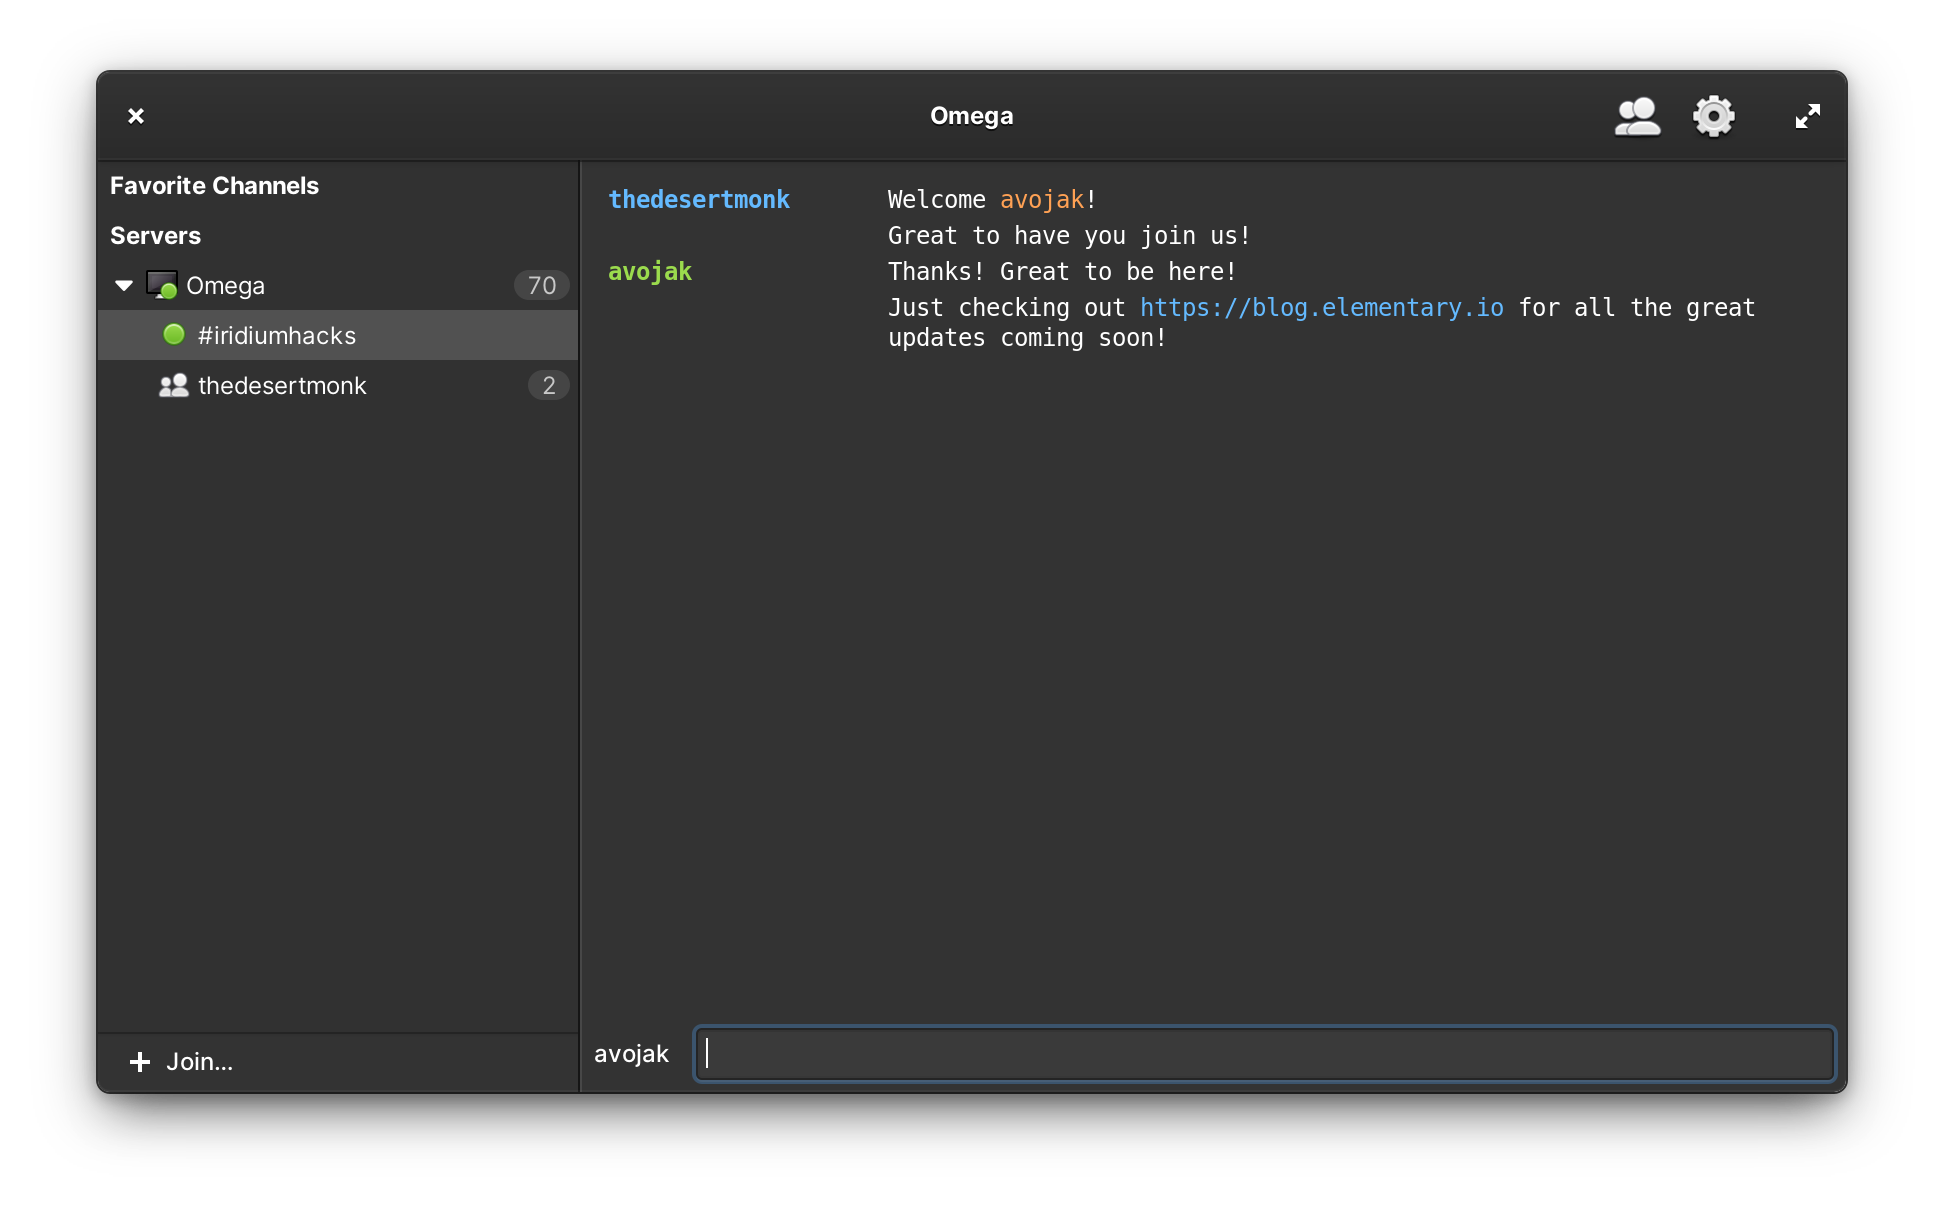 Omega
Favorite Channels
Servers
Omega 70
#iridiumhacks
thedesertmonk 2
Join...
thedesertmonk Welcome avojak!
Great to have you join us!
avojak Thanks! Great to be here!
Just checking out https://blog.elementary.io for all the great
updates coming soon!
avojak